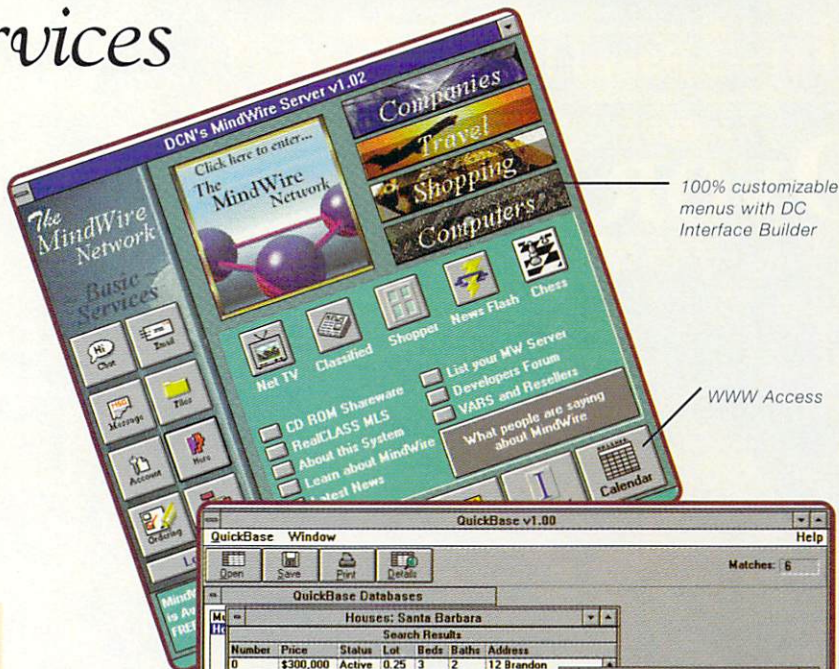 rvices
DCN's MindWire Server v1.02
The
MindWire
Network
~ Basic ~
Services
Hi
Chat
Email
MSG
Message
Files
Account
More
Ordering
Click here to enter...
The
MindWire
Network
Companies
Travel
Shopping
Computers
100% customizable
menus with DC
Interface Builder
Net TV
Classified
Shopper
News Flash
Chess
CD ROM Shareware
RealCLASS MLS
About this System
Learn about MindWire
Latest News
List your MW Server
Developers Forum
VARS and Resellers
What people are saying
about MindWire
WWW Access
Calendar
QuickBase v1.00
QuickBase Window Help
Open Save Print Details
Matches: 6
QuickBase Databases
Houses: Santa Barbara
Search Results
Number Price Status Lot Beds Baths Address
0 $300,000 Active 0.25 3 2 12 Brandon